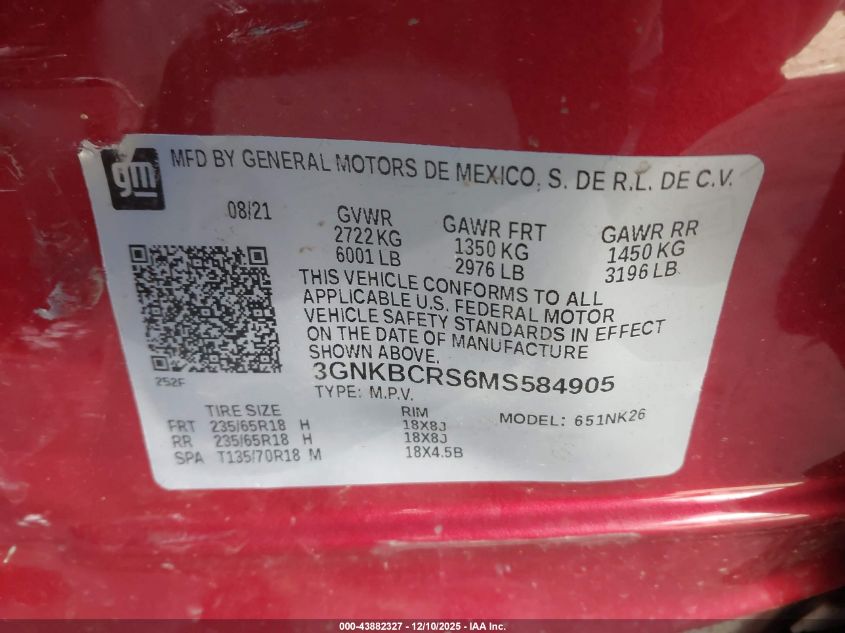 gm
MFD BY GENERAL MOTORS DE MEXICO, S. DE R.L. DE C.V.
08/21 GVWR GAWR FRT GAWR RR
2722 KG 1350 KG 1450 KG
6001 LB 2976 LB 3196 LB
THIS VEHICLE CONFORMS TO ALL
APPLICABLE U.S. FEDERAL MOTOR
VEHICLE SAFETY STANDARDS IN EFFECT
ON THE DATE OF MANUFACTURE
SHOWN ABOVE.
252F
3GNKBCRS6MS584905
TYPE: M.P.V. MODEL: 651NK26
TIRE SIZE RIM
FRT 235/65R18 H 18X8J
RR 235/65R18 H 18X8J
SPA T135/70R18 M 18X4.5B
000-43882327 - 12/10/2025 - IAA Inc.